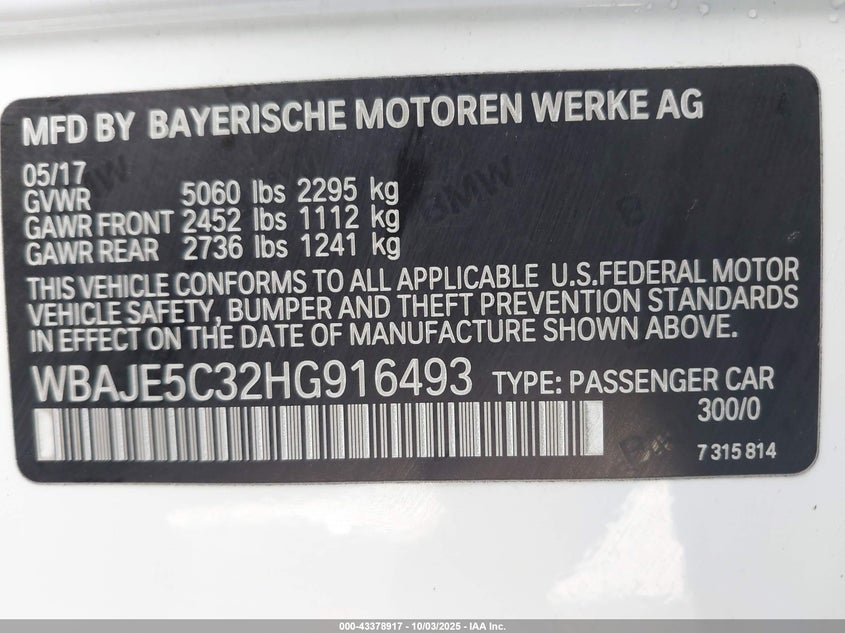 MFD BY BAYERISCHE MOTOREN WERKE AG
05/17
GVWR 5060 lbs 2295 kg
GAWR FRONT 2452 lbs 1112 kg
GAWR REAR 2736 lbs 1241 kg
THIS VEHICLE CONFORMS TO ALL APPLICABLE U.S.FEDERAL MOTOR
VEHICLE SAFETY, BUMPER AND THEFT PREVENTION STANDARDS
IN EFFECT ON THE DATE OF MANUFACTURE SHOWN ABOVE.
WBAJE5C32HG916493 TYPE: PASSENGER CAR
300/0
7 315 814
BMW
000-43378917 - 10/03/2025 - IAA Inc.